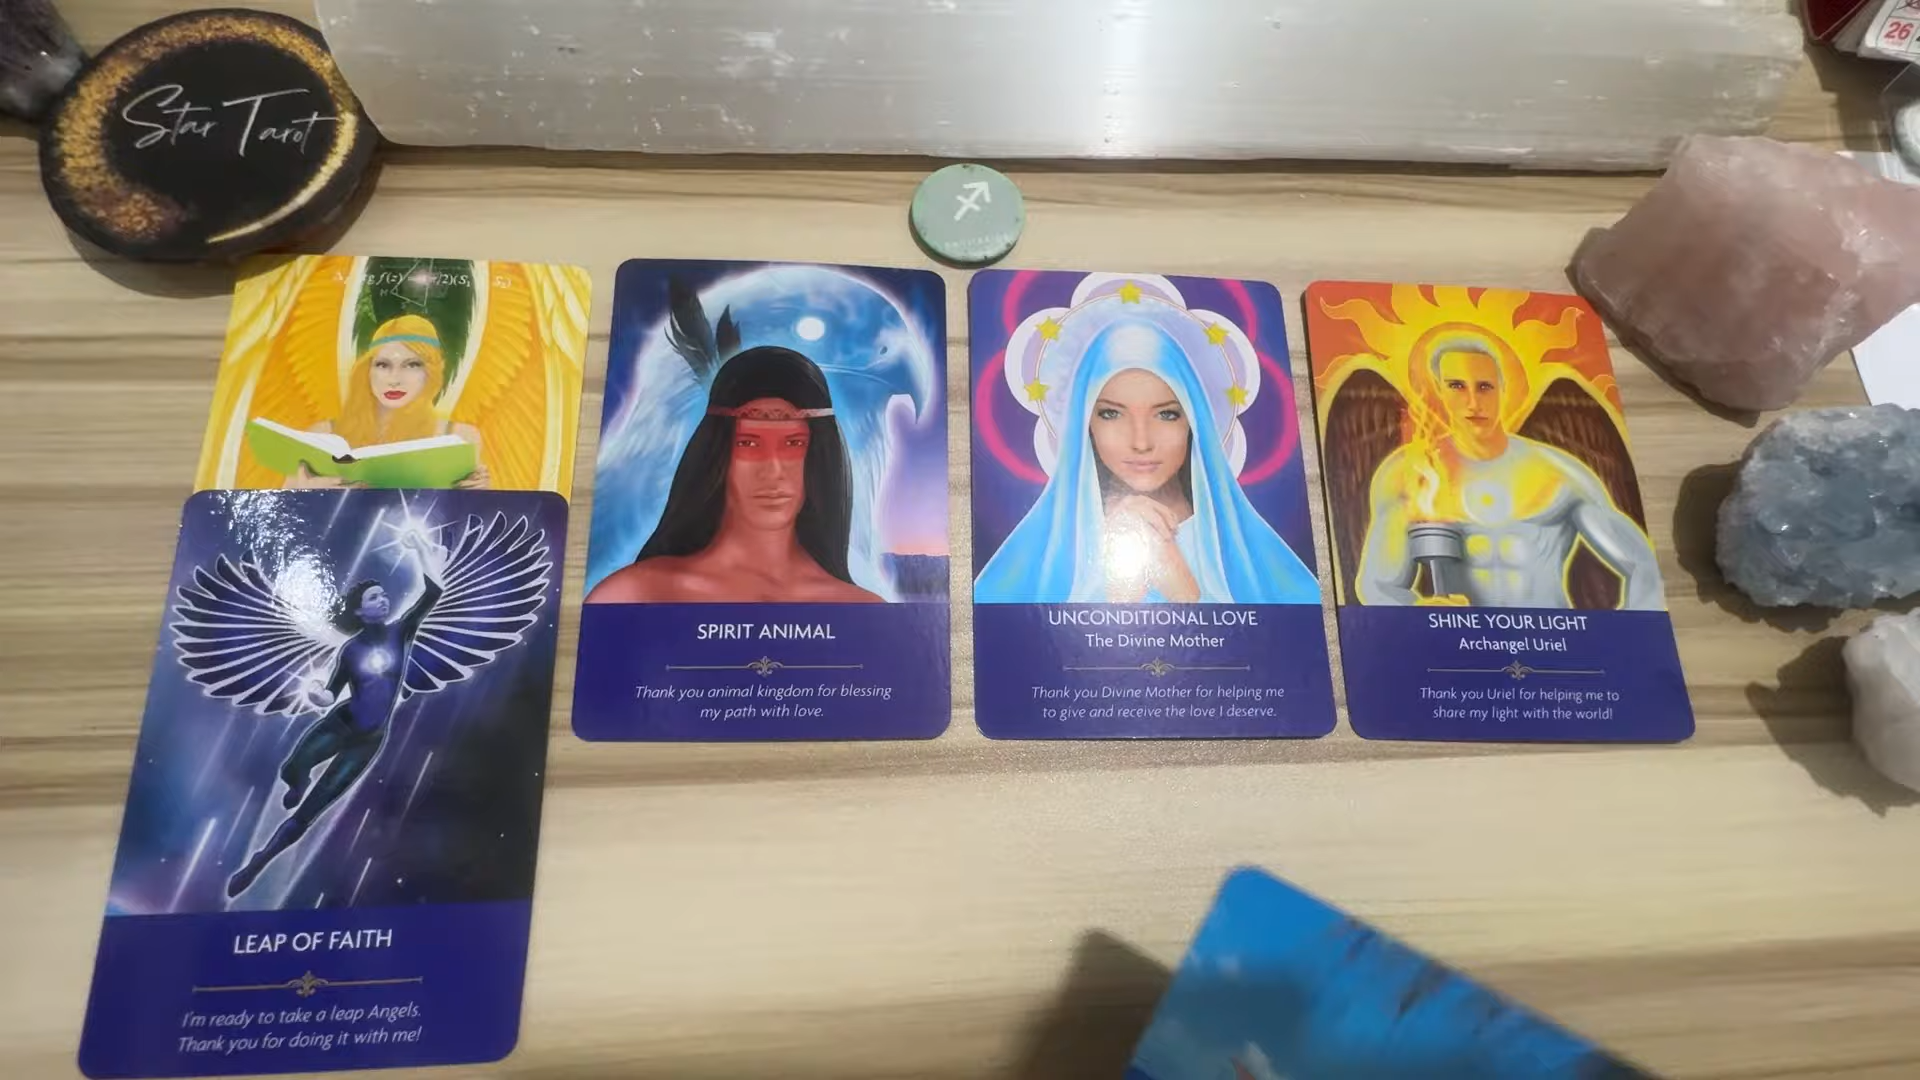 Star Tarot
26
SAGITTARIUS
SPIRIT ANIMAL
Thank you animal kingdom for blessing
my path with love.
UNCONDITIONAL LOVE
The Divine Mother
Thank you Divine Mother for helping me
to give and receive the love I deserve.
SHINE YOUR LIGHT
Archangel Uriel
Thank you Uriel for helping me to
share my light with the world!
LEAP OF FAITH
I'm ready to take a leap Angels.
Thank you for doing it with me!